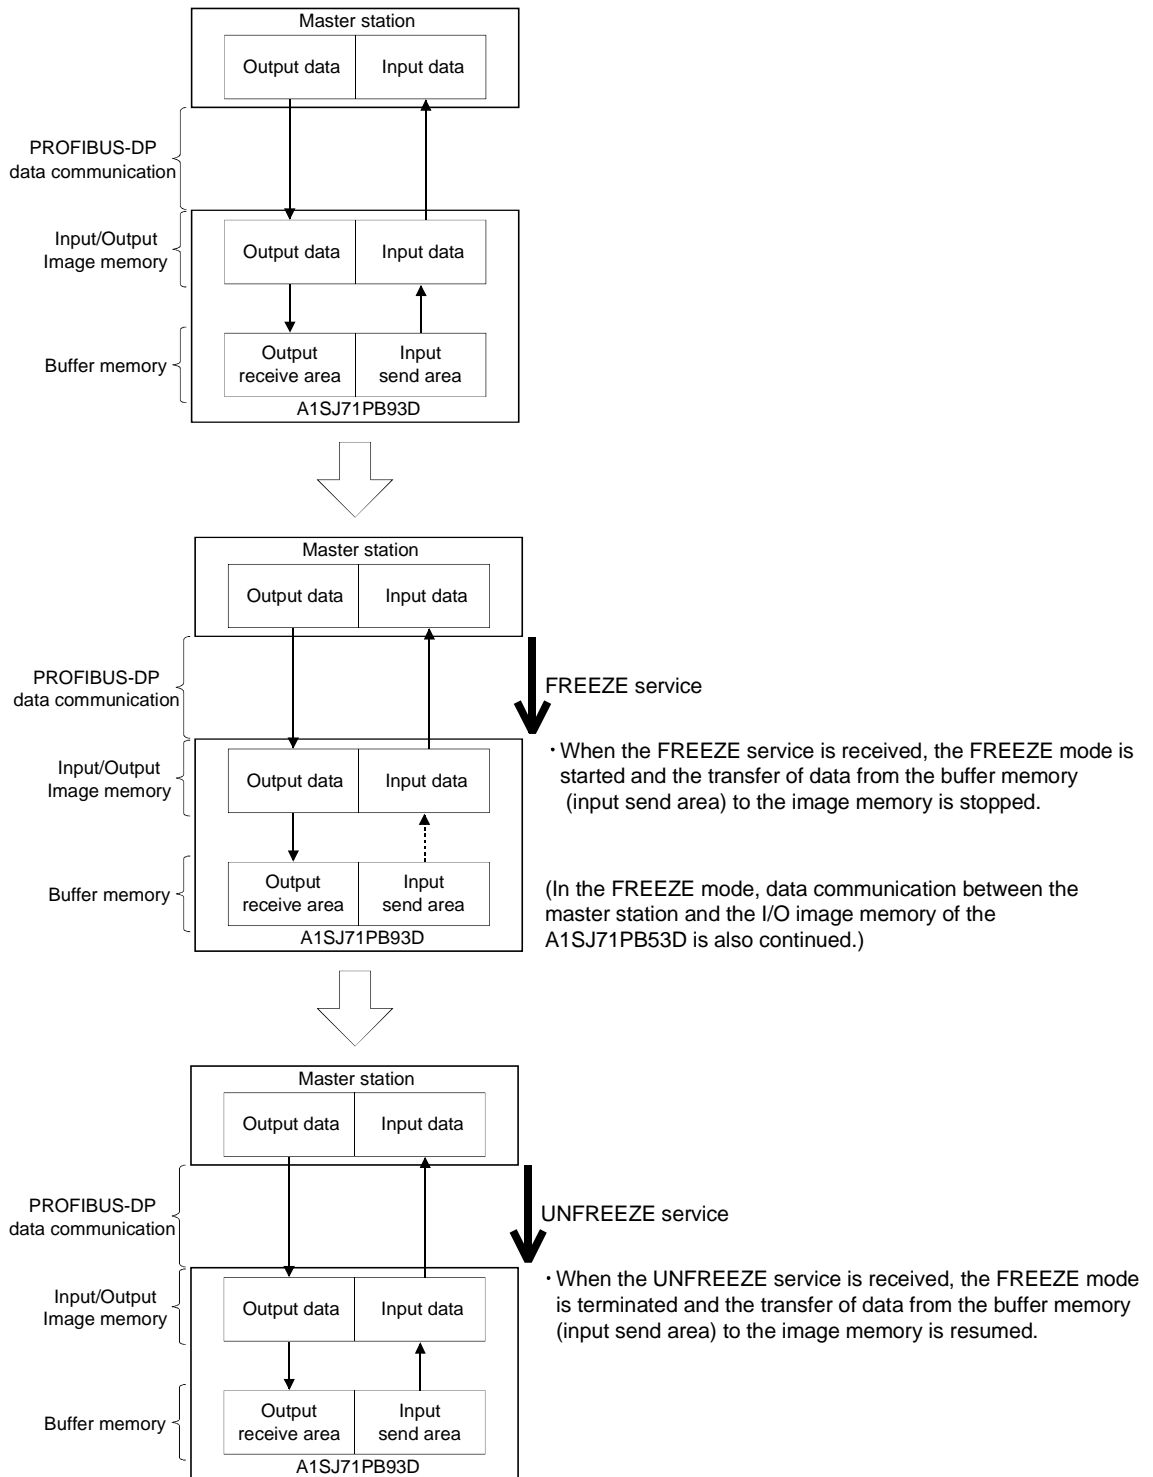 Master station
Output data Input data
PROFIBUS-DP
data communication
Input/Output
Image memory
Output data Input data
Buffer memory
Output
receive area
Input
send area
A1SJ71PB93D
Master station
Output data Input data
PROFIBUS-DP
data communication
FREEZE service
Input/Output
Image memory
Output data Input data
・When the FREEZE service is received, the FREEZE mode is
started and the transfer of data from the buffer memory
(input send area) to the image memory is stopped.
Buffer memory
Output
receive area
Input
send area
A1SJ71PB93D
(In the FREEZE mode, data communication between the
master station and the I/O image memory of the
A1SJ71PB53D is also continued.)
Master station
Output data Input data
PROFIBUS-DP
data communication
UNFREEZE service
Input/Output
Image memory
Output data Input data
・When the UNFREEZE service is received, the FREEZE mode
is terminated and the transfer of data from the buffer memory
(input send area) to the image memory is resumed.
Buffer memory
Output
receive area
Input
send area
A1SJ71PB93D